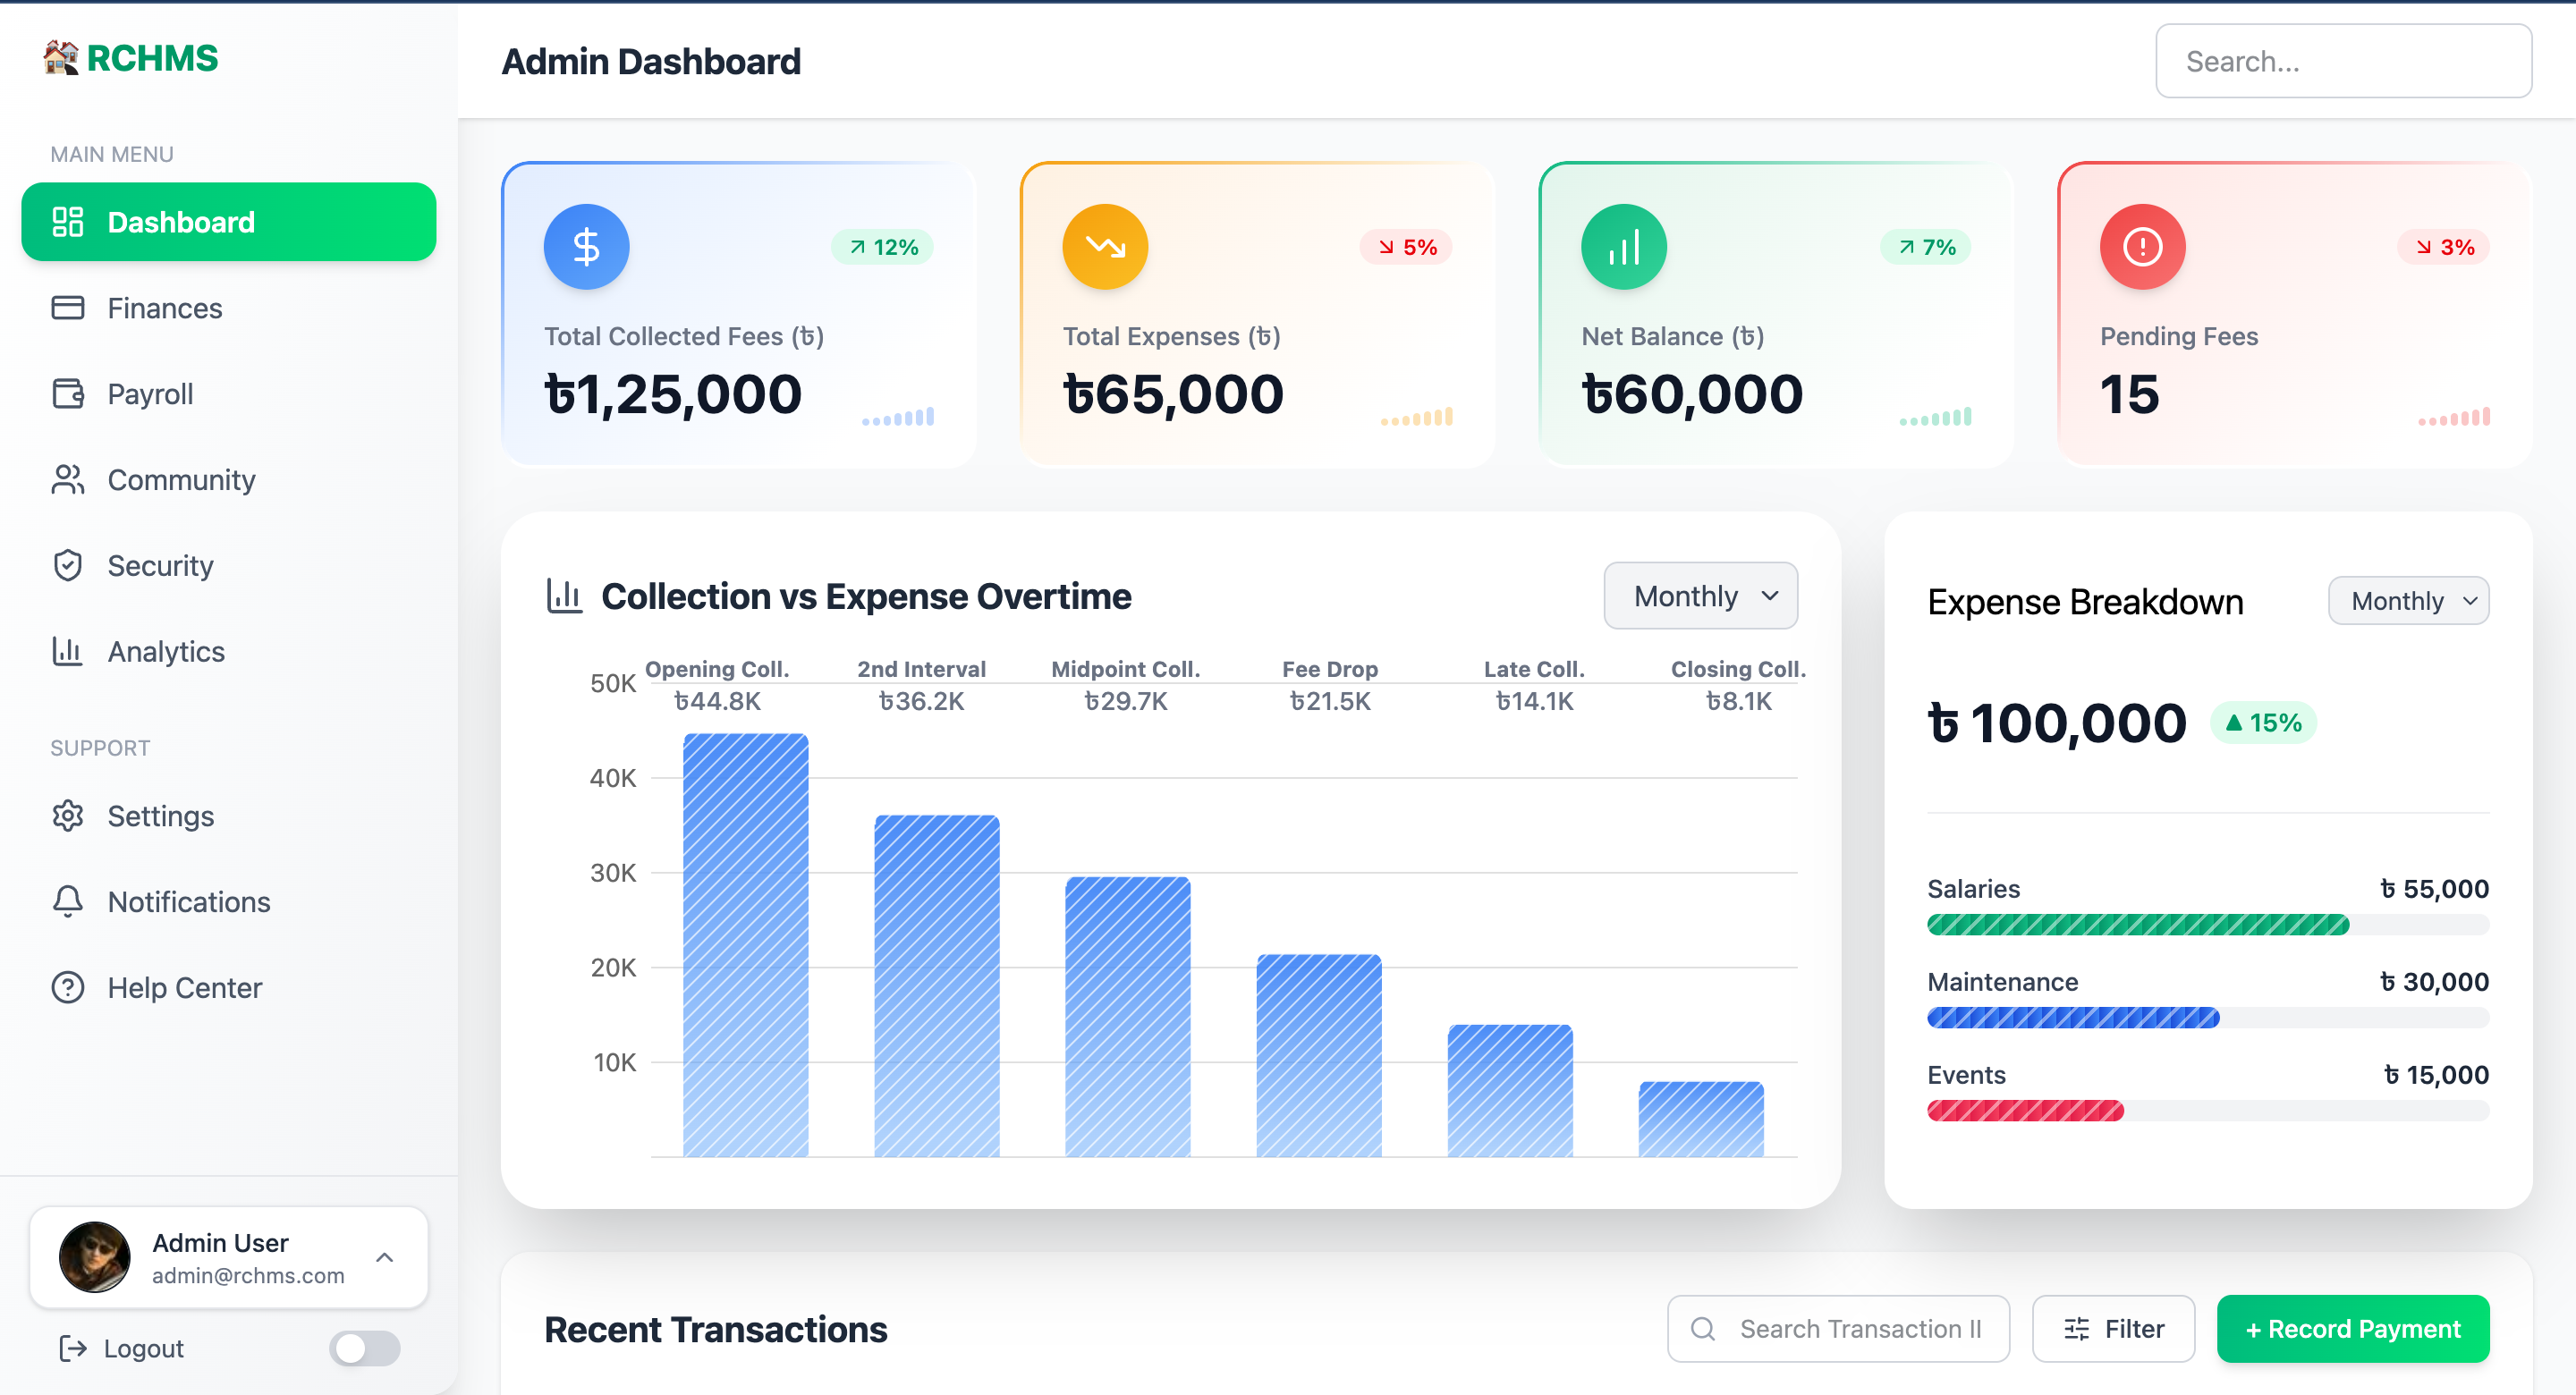 RCHMS
Admin Dashboard
Search...
MAIN MENU
Dashboard
Finances
Payroll
Community
Security
Analytics
SUPPORT
Settings
Notifications
Help Center
Admin User
admin@rchms.com
Logout
12%
Total Collected Fees (৳)
৳1,25,000
5%
Total Expenses (৳)
৳65,000
7%
Net Balance (৳)
৳60,000
3%
Pending Fees
15
Collection vs Expense Overtime
Monthly
Opening Coll. 2nd Interval Midpoint Coll. Fee Drop Late Coll. Closing Coll.
৳44.8K ৳36.2K ৳29.7K ৳21.5K ৳14.1K ৳8.1K
50K
40K
30K
20K
10K
Expense Breakdown
Monthly
৳ 100,000
▲ 15%
Salaries ৳ 55,000
Maintenance ৳ 30,000
Events ৳ 15,000
Recent Transactions
Search Transaction
Filter
+ Record Payment